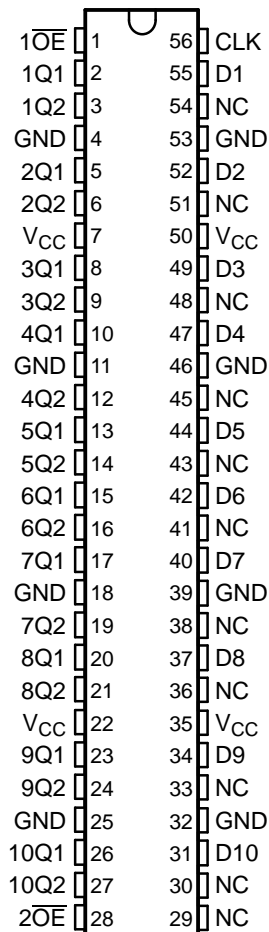 1OE 1 56 CLK
1Q1 2 55 D1
1Q2 3 54 NC
GND 4 53 GND
2Q1 5 52 D2
2Q2 6 51 NC
VCC 7 50 VCC
3Q1 8 49 D3
3Q2 9 48 NC
4Q1 10 47 D4
GND 11 46 GND
4Q2 12 45 NC
5Q1 13 44 D5
5Q2 14 43 NC
6Q1 15 42 D6
6Q2 16 41 NC
7Q1 17 40 D7
GND 18 39 GND
7Q2 19 38 NC
8Q1 20 37 D8
8Q2 21 36 NC
VCC 22 35 VCC
9Q1 23 34 D9
9Q2 24 33 NC
GND 25 32 GND
10Q1 26 31 D10
10Q2 27 30 NC
2OE 28 29 NC